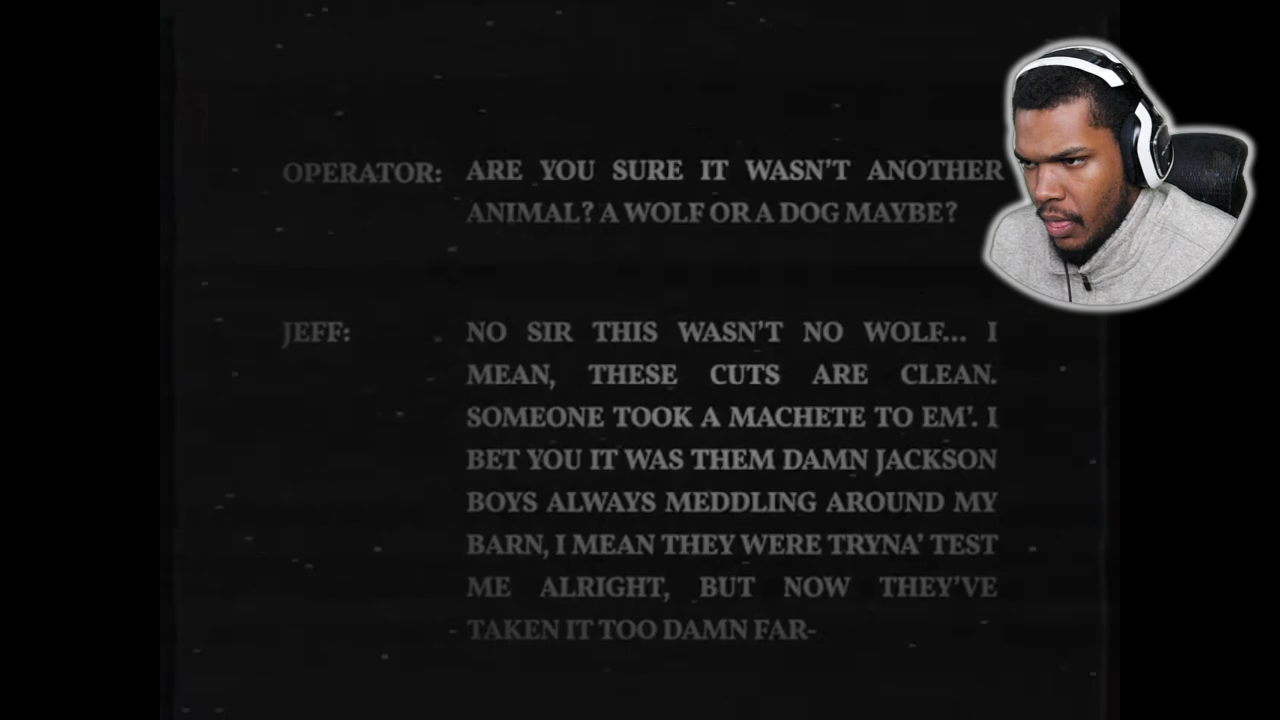 OPERATOR: ARE YOU SURE IT WASN'T ANOTHER
ANIMAL? A WOLF OR A DOG MAYBE?
JEFF: NO SIR THIS WASN'T NO WOLF... I
MEAN, THESE CUTS ARE CLEAN.
SOMEONE TOOK A MACHETE TO EM'. I
BET YOU IT WAS THEM DAMN JACKSON
BOYS ALWAYS MEDDLING AROUND MY
BARN, I MEAN THEY WERE TRYNA' TEST
ME ALRIGHT, BUT NOW THEY'VE
TAKEN IT TOO DAMN FAR-